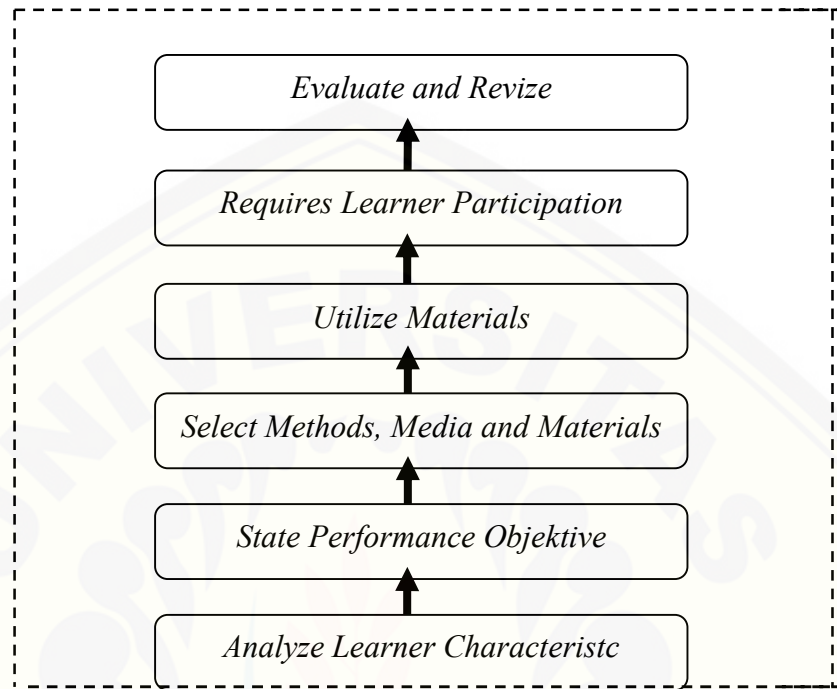 Evaluate and Revize
Requires Learner Participation
Utilize Materials
Select Methods, Media and Materials
State Performance Objektive
Analyze Learner Characteristc
UNIVERSITAS